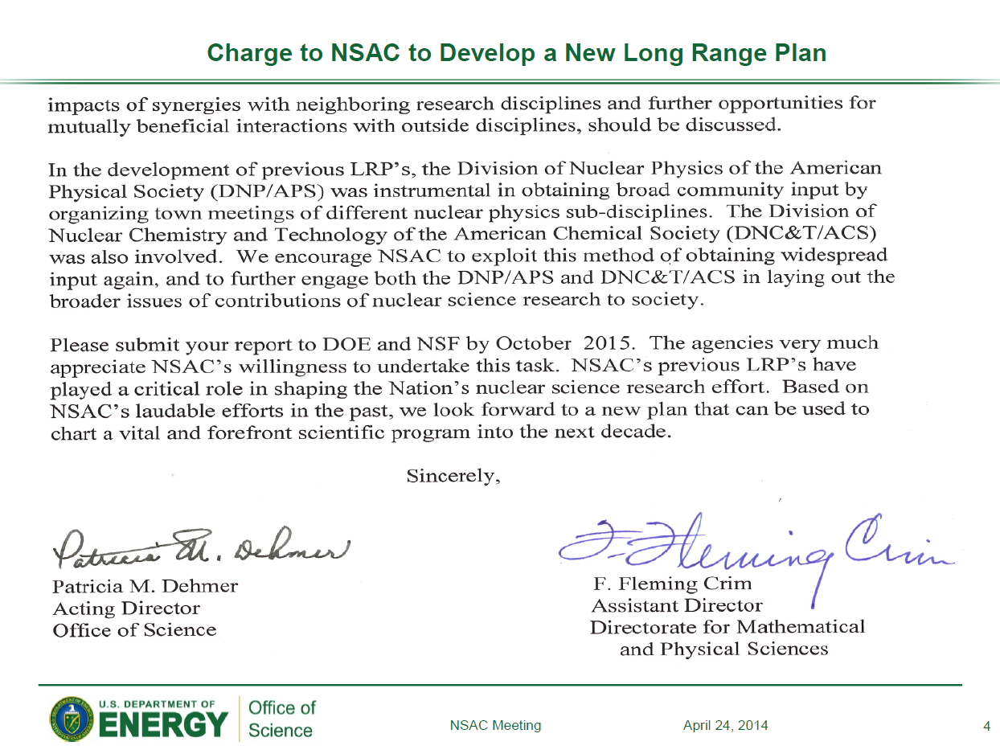 Charge to NSAC to Develop a New Long Range Plan
impacts of synergies with neighboring research disciplines and further opportunities for
mutually beneficial interactions with outside disciplines, should be discussed.
In the development of previous LRP's, the Division of Nuclear Physics of the American
Physical Society (DNP/APS) was instrumental in obtaining broad community input by
organizing town meetings of different nuclear physics sub-disciplines.  The Division of
Nuclear Chemistry and Technology of the American Chemical Society (DNC&T/ACS)
was also involved.  We encourage NSAC to exploit this method of obtaining widespread
input again, and to further engage both the DNP/APS and DNC&T/ACS in laying out the
broader issues of contributions of nuclear science research to society.
Please submit your report to DOE and NSF by October  2015.  The agencies very much
appreciate NSAC's willingness to undertake this task.  NSAC's previous LRP's have
played a critical role in shaping the Nation's nuclear science research effort.  Based on
NSAC's laudable efforts in the past, we look forward to a new plan that can be used to
chart a vital and forefront scientific program into the next decade.
Sincerely,
Patricia M. Dehmer
F. Fleming Crim
Patricia M. Dehmer
Acting Director
Office of Science
F. Fleming Crim
Assistant Director
Directorate for Mathematical
and Physical Sciences
U.S. DEPARTMENT OF
ENERGY
Office of
Science
NSAC Meeting
April 24, 2014
4